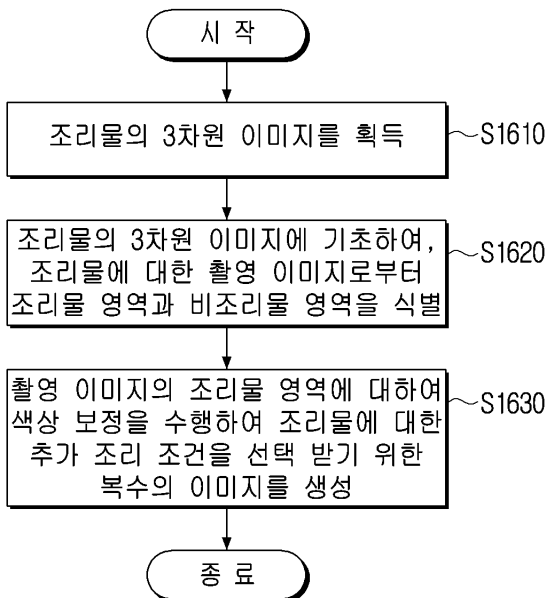 시 작
조리물의 3차원 이미지를 획득
S1610
조리물의 3차원 이미지에 기초하여,
조리물에 대한 촬영 이미지로부터
조리물 영역과 비조리물 영역을 식별
S1620
촬영 이미지의 조리물 영역에 대하여
색상 보정을 수행하여 조리물에 대한
추가 조리 조건을 선택 받기 위한
복수의 이미지를 생성
S1630
종 료